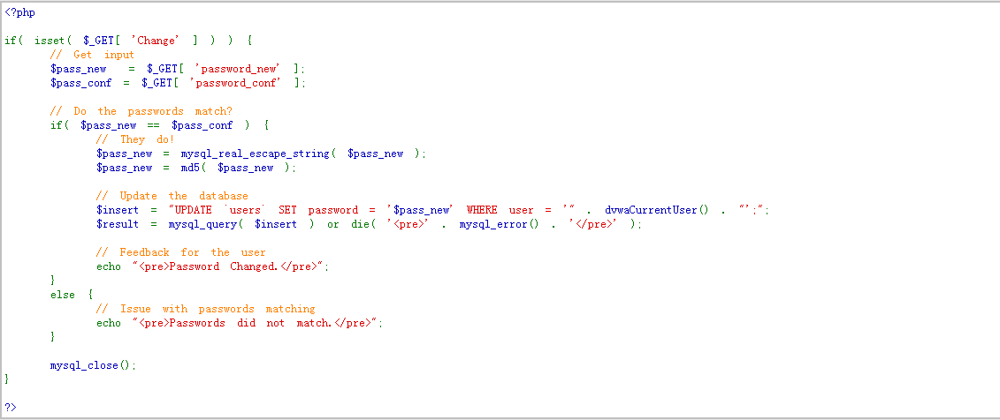 <?php
if( isset( $_GET[ 'Change' ] ) ) {
// Get input
$pass_new = $_GET[ 'password_new' ];
$pass_conf = $_GET[ 'password_conf' ];
// Do the passwords match?
if( $pass_new == $pass_conf ) {
// They do!
$pass_new = mysql_real_escape_string( $pass_new );
$pass_new = md5( $pass_new );
// Update the database
$insert = "UPDATE `users` SET password = '$pass_new' WHERE user = '" . dvwaCurrentUser() . "';";
$result = mysql_query( $insert ) or die( '<pre>' . mysql_error() . '</pre>' );
// Feedback for the user
echo "<pre>Password Changed.</pre>";
}
else {
// Issue with passwords matching
echo "<pre>Passwords did not match.</pre>";
}
mysql_close();
}
?>